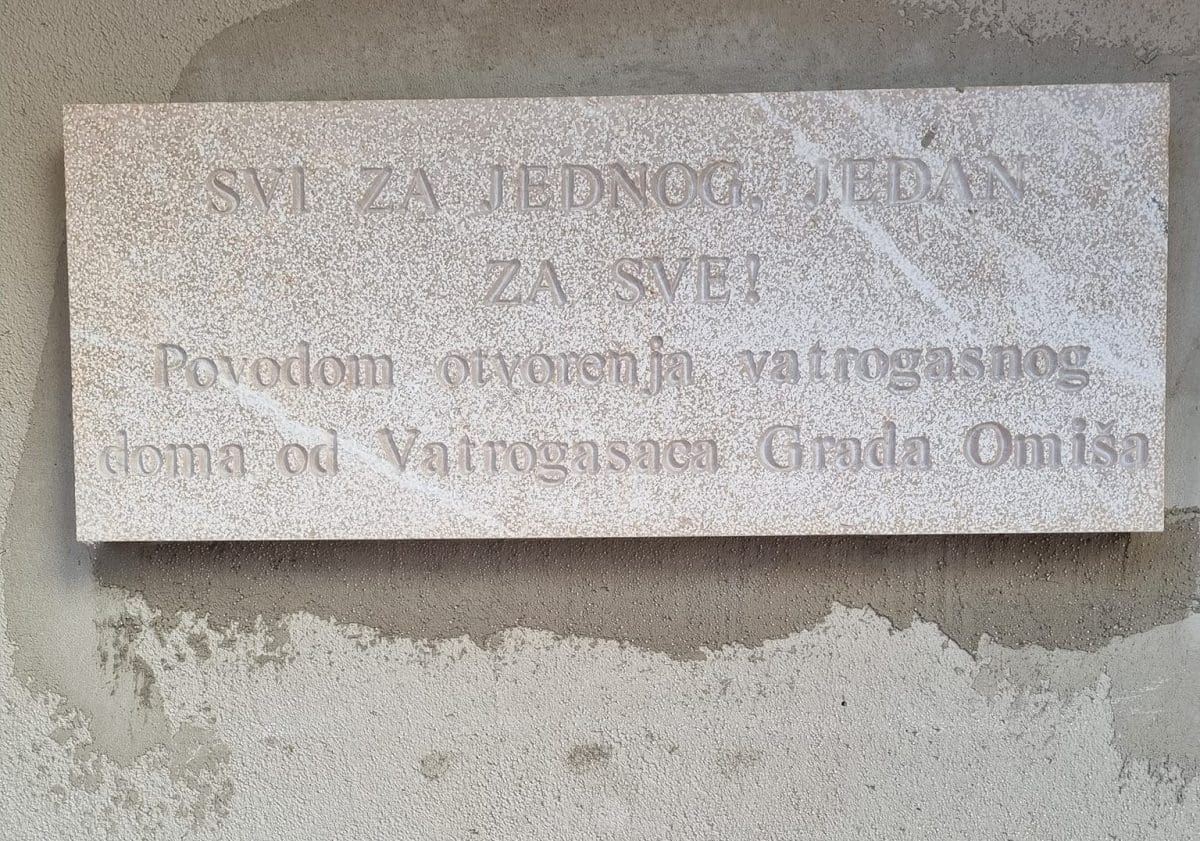 SVI ZA JEDNOG, JEDAN
ZA SVE!
Povodom otvorenja vatrogasnog
doma od Vatrogasaca Grada Omiša